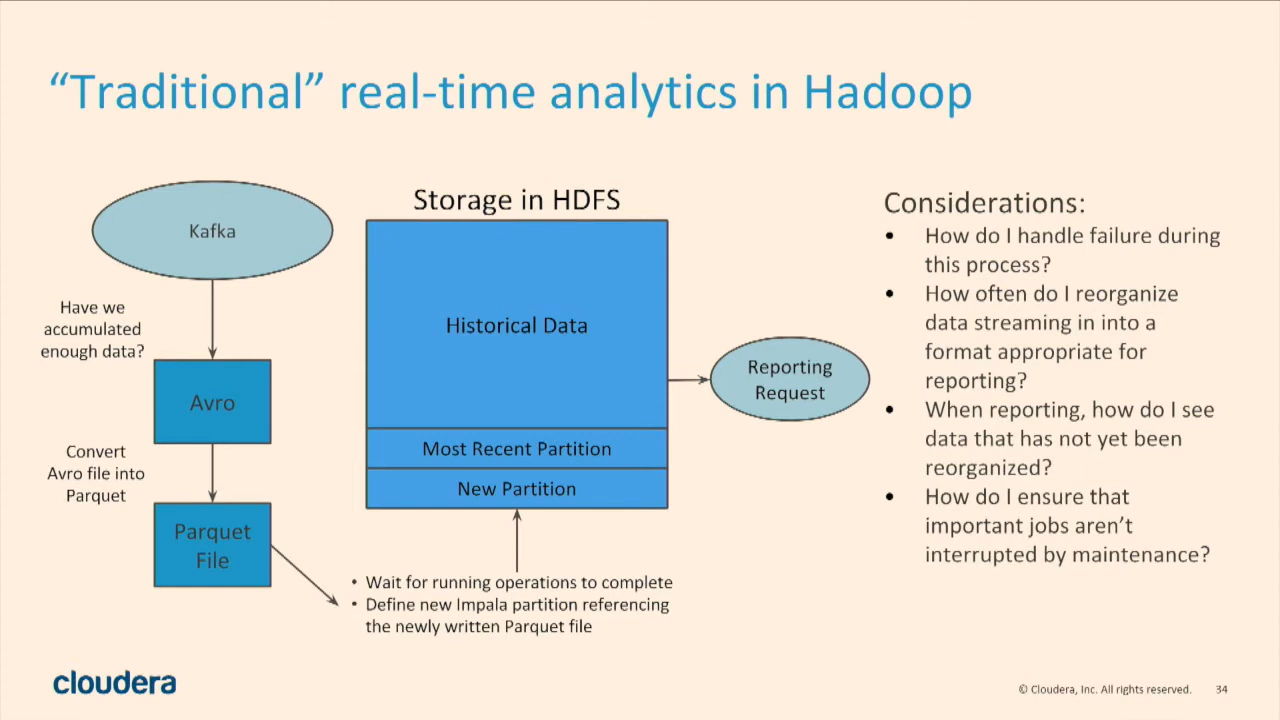 “Traditional” real-time analytics in Hadoop
Kafka
Have we
accumulated
enough data?
Avro
Convert
Avro file into
Parquet
Parquet
File
Storage in HDFS
Historical Data
Most Recent Partition
New Partition
• Wait for running operations to complete
• Define new Impala partition referencing
the newly written Parquet file
Reporting
Request
Considerations:
• How do I handle failure during
this process?
• How often do I reorganize
data streaming in into a
format appropriate for
reporting?
• When reporting, how do I see
data that has not yet been
reorganized?
• How do I ensure that
important jobs aren’t
interrupted by maintenance?
cloudera
© Cloudera, Inc. All rights reserved. 34